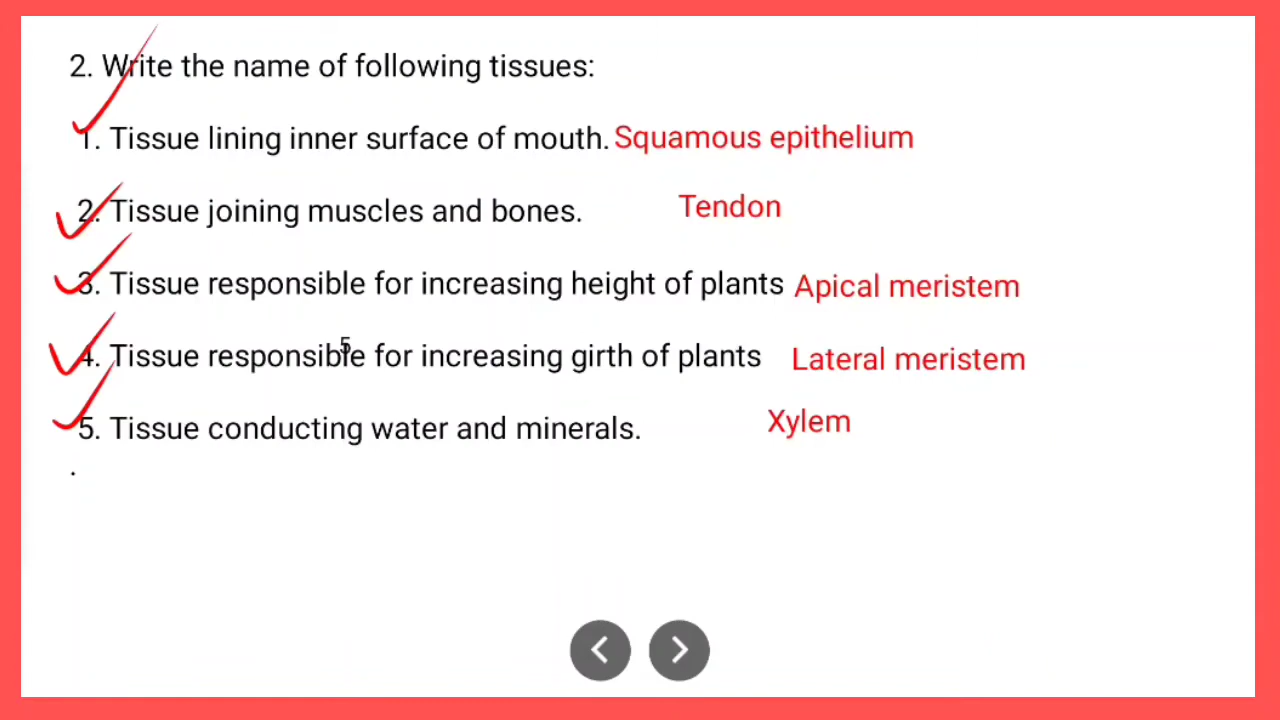 2. Write the name of following tissues:
1. Tissue lining inner surface of mouth. Squamous epithelium
2. Tissue joining muscles and bones. Tendon
3. Tissue responsible for increasing height of plants Apical meristem
5
4. Tissue responsible for increasing girth of plants Lateral meristem
5. Tissue conducting water and minerals. Xylem
.